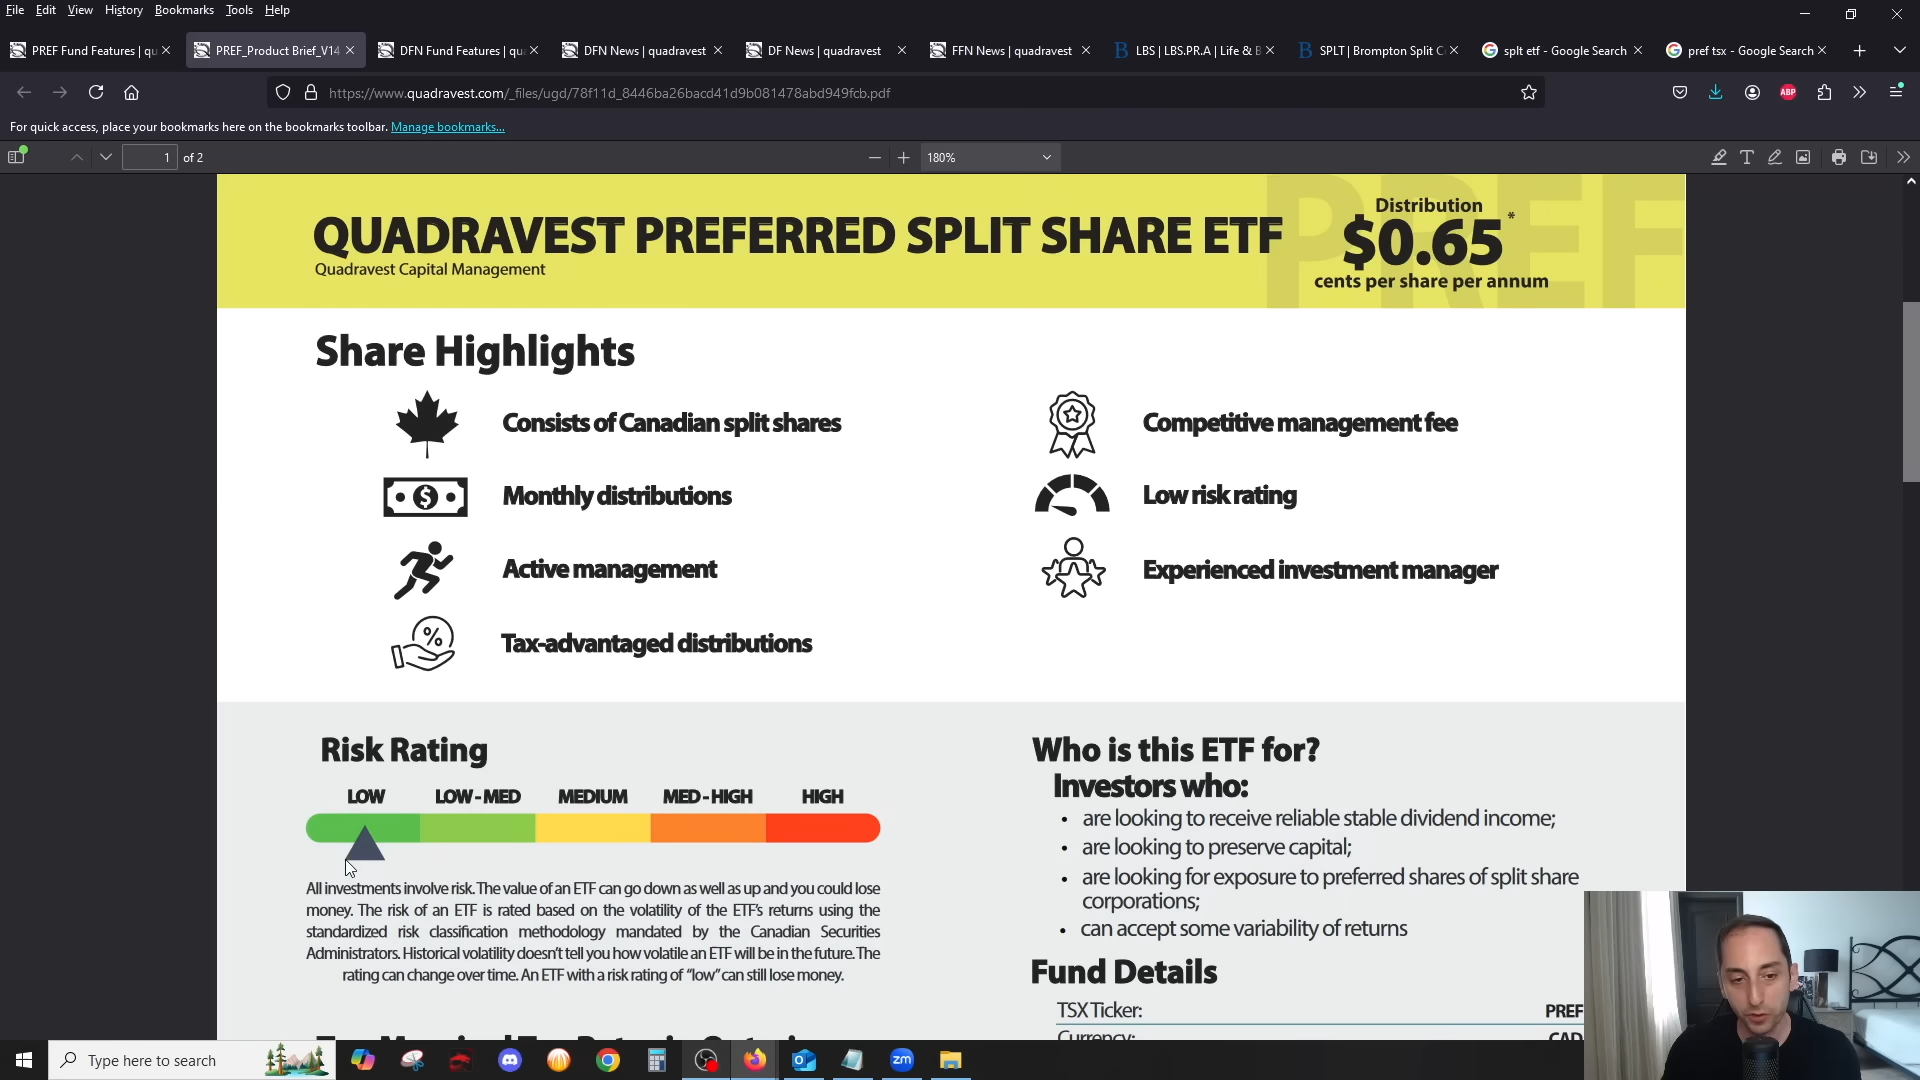 File Edit View History Bookmarks Tools Help
PREF Fund Features | qu
PREF_Product Brief_V14
DFN Fund Features | qua
DFN News | quadravest
DF News | quadravest
FFN News | quadravest
LBS | LBS.PR.A | Life & B
SPLT | Brompton Split C
splt etf - Google Search
pref tsx - Google Search
https://www.quadravest.com/_files/ugd/78f11d_8446ba26bacd41d9b081478abd949fcb.pdf
ABP
For quick access, place your bookmarks here on the bookmarks toolbar. Manage bookmarks...
1 of 2
180%
PREF
QUADRAVEST PREFERRED SPLIT SHARE ETF
Quadravest Capital Management
Distribution
$0.65*
cents per share per annum
Share Highlights
Consists of Canadian split shares
Monthly distributions
Active management
Tax-advantaged distributions
Competitive management fee
Low risk rating
Experienced investment manager
Risk Rating
LOW LOW - MED MEDIUM MED - HIGH HIGH
All investments involve risk. The value of an ETF can go down as well as up and you could lose
money. The risk of an ETF is rated based on the volatility of the ETF's returns using the
standardized risk classification methodology mandated by the Canadian Securities
Administrators. Historical volatility doesn't tell you how volatile an ETF will be in the future. The
rating can change over time. An ETF with a risk rating of "low" can still lose money.
Who is this ETF for?
Investors who:
• are looking to receive reliable stable dividend income;
• are looking to preserve capital;
• are looking for exposure to preferred shares of split share
corporations;
• can accept some variability of returns
Fund Details
TSX Ticker: PREF
Currency: CAD
Type here to search
zm